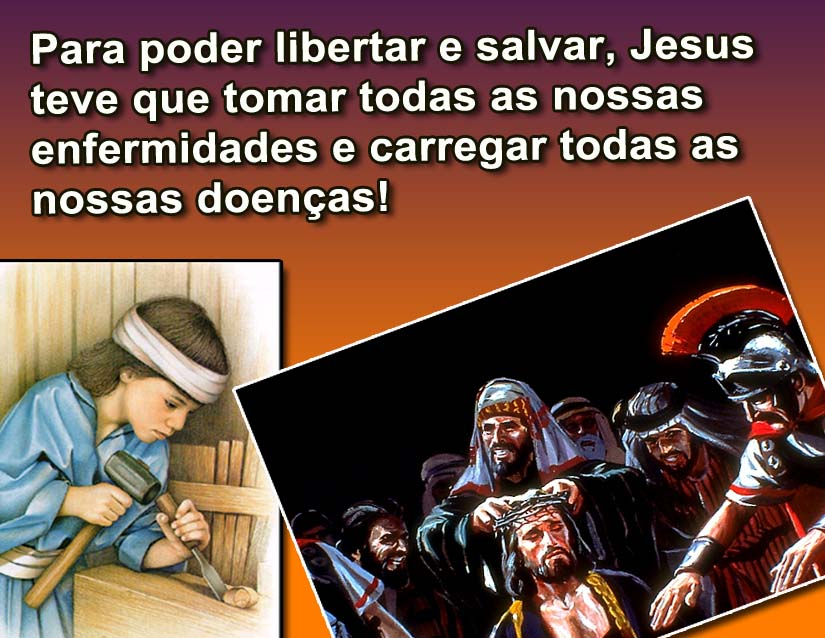 Para poder libertar e salvar, Jesus
teve que tomar todas as nossas
enfermidades e carregar todas as
nossas doenças!